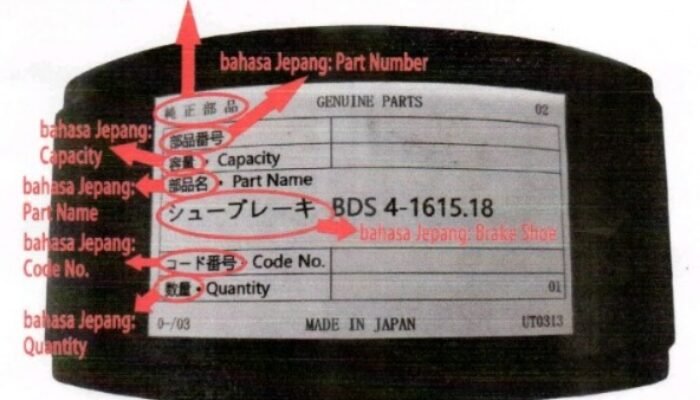 bahasa Jepang: Part Number
純正部品 GENUINE PARTS 02
部品番号
bahasa Jepang:
Capacity
容量・Capacity
bahasa Jepang:
Part Name
部品名・Part Name
シューブレーキ BDS 4-1615.18
bahasa Jepang: Brake Shoe
bahasa Jepang:
Code No.
コード番号・Code No.
数量・Quantity 01
bahasa Jepang:
Quantity
0-/03 MADE IN JAPAN UT0313